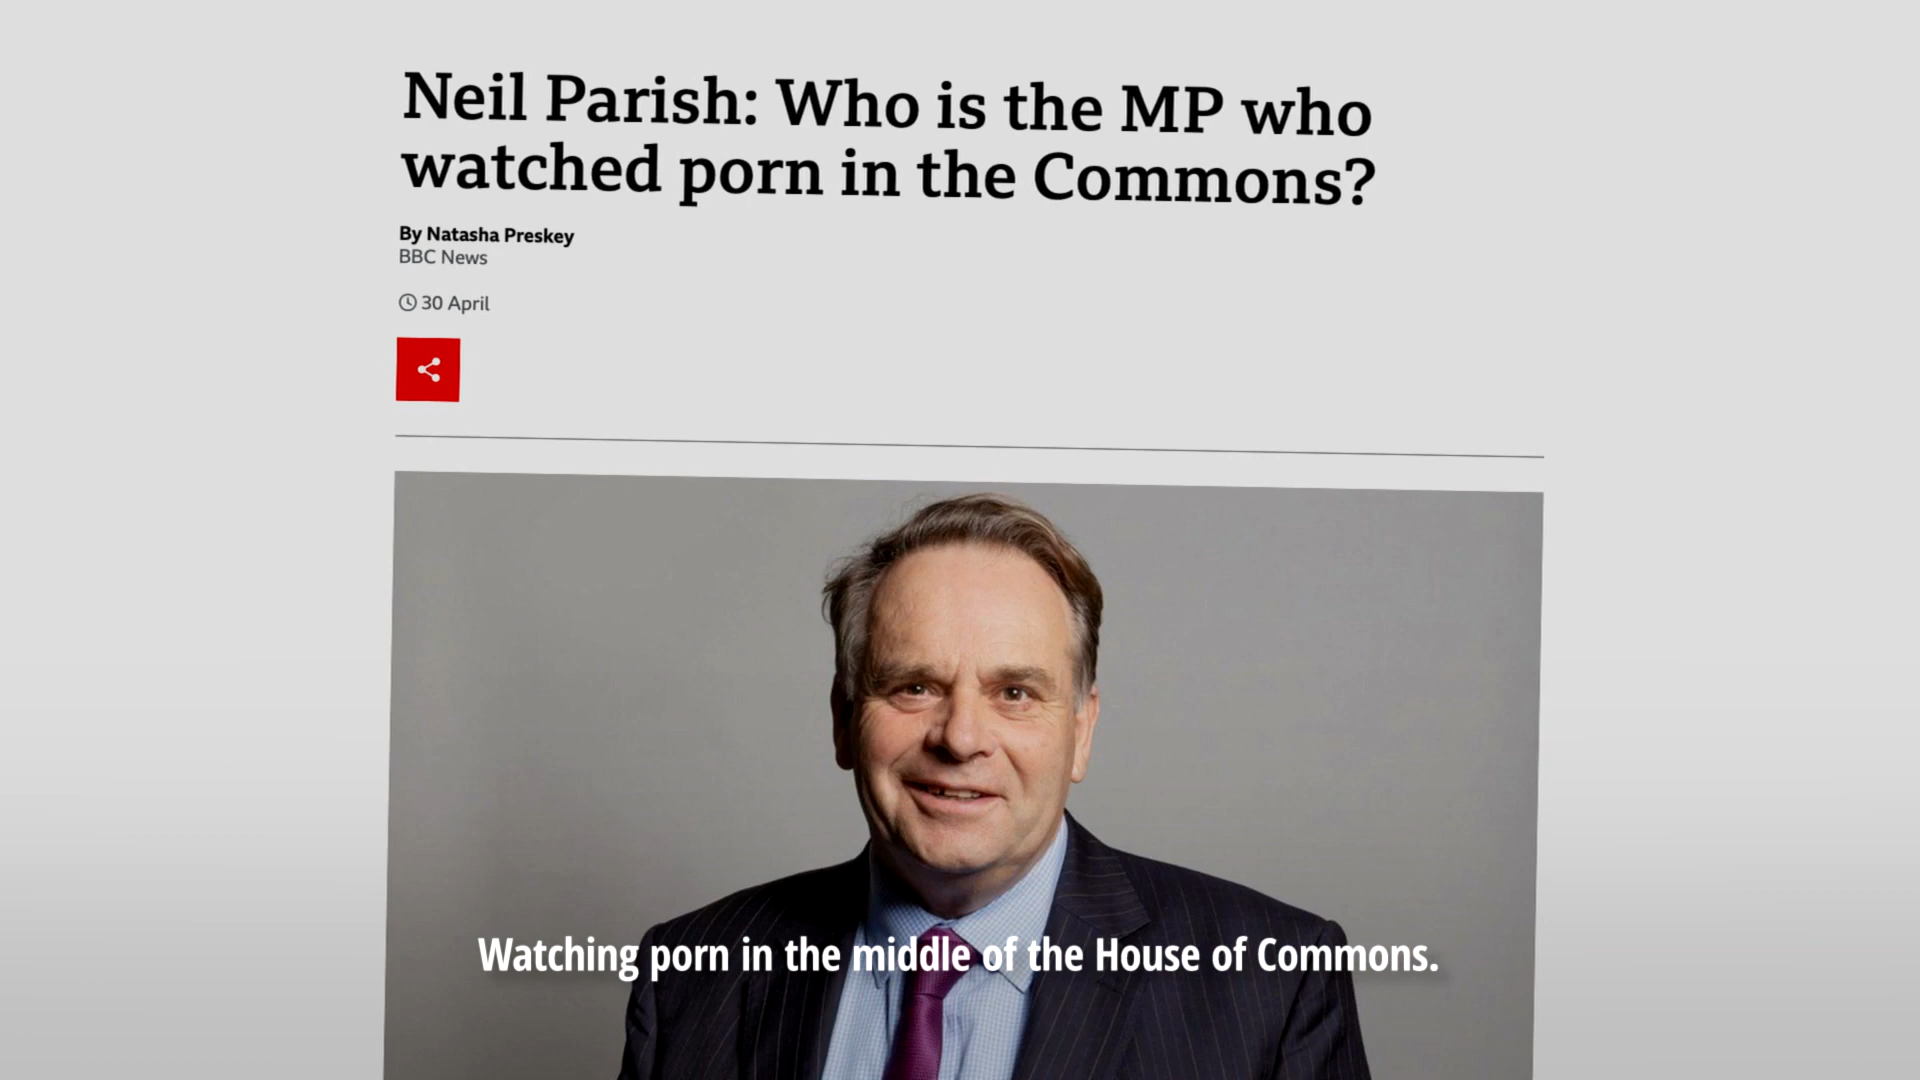 Neil Parish: Who is the MP who
watched porn in the Commons?
By Natasha Preskey
BBC News
30 April
Watching porn in the middle of the House of Commons.